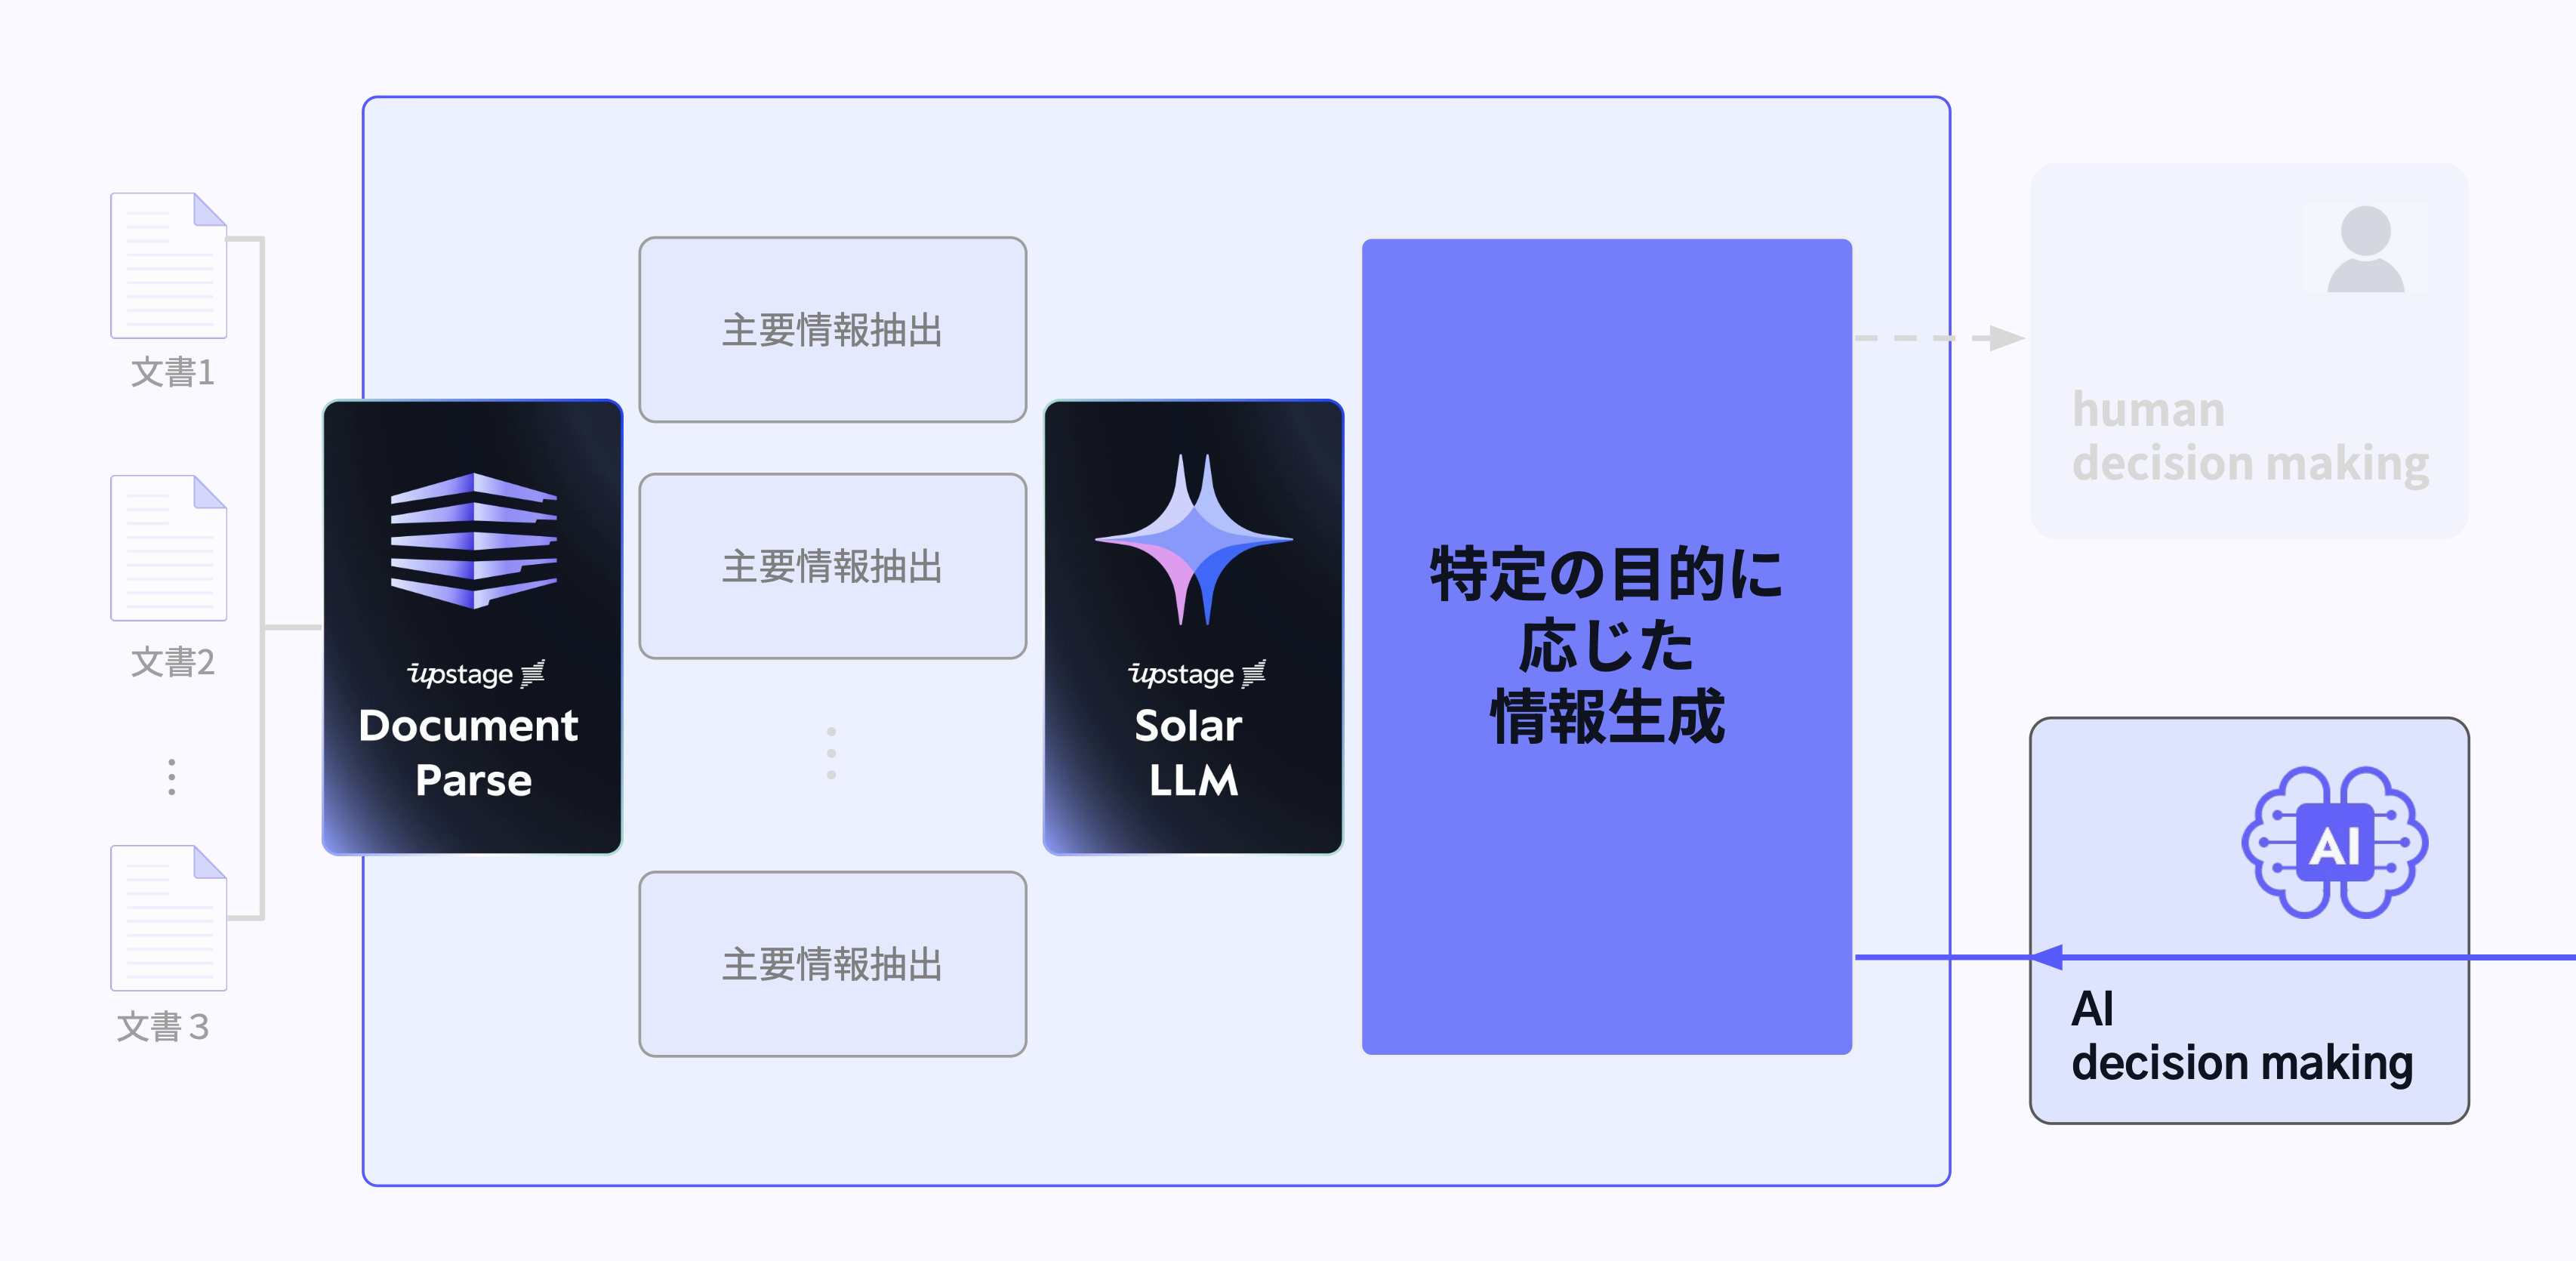 文書1
文書2
文書３
upstage
Document
Parse
主要情報抽出
主要情報抽出
主要情報抽出
upstage
Solar
LLM
特定の目的に
応じた
情報生成
human
decision making
AI
AI
decision making